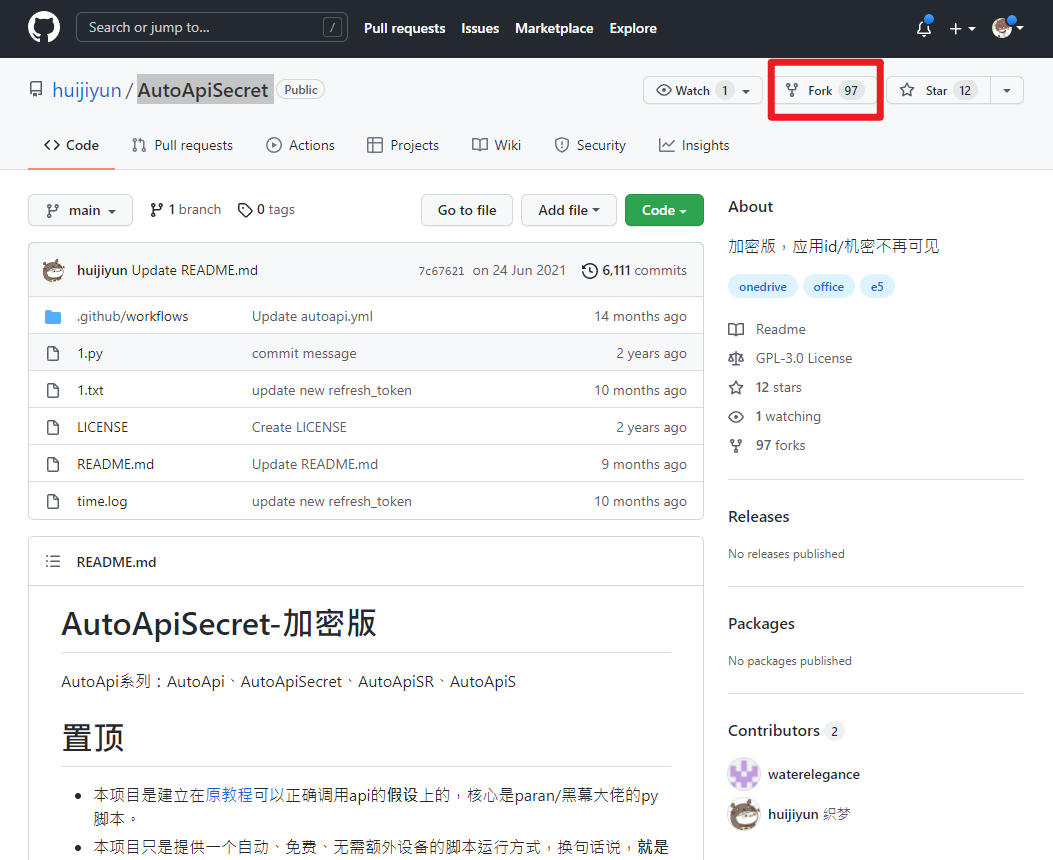 Search or jump to... /
Pull requests Issues Marketplace Explore
huijiyun / AutoApiSecret Public
Watch 1 Fork 97 Star 12
Code Pull requests Actions Projects Wiki Security Insights
main 1 branch 0 tags Go to file Add file Code
huijiyun Update README.md 7c67621 on 24 Jun 2021 6,111 commits
.github/workflows Update autoapi.yml 14 months ago
1.py commit message 2 years ago
1.txt update new refresh_token 10 months ago
LICENSE Create LICENSE 2 years ago
README.md Update README.md 9 months ago
time.log update new refresh_token 10 months ago
README.md
AutoApiSecret-加密版
AutoApi系列：AutoApi、AutoApiSecret、AutoApiSR、AutoApiS
置顶
本项目是建立在原教程可以正确调用api的假设上的，核心是paran/黑幕大佬的py
脚本。
本项目只是提供一个自动、免费、无需额外设备的脚本运行方式，换句话说，就是
About
加密版，应用id/机密不再可见
onedrive office e5
Readme
GPL-3.0 License
12 stars
1 watching
97 forks
Releases
No releases published
Packages
No packages published
Contributors 2
waterelegance
huijiyun 织梦